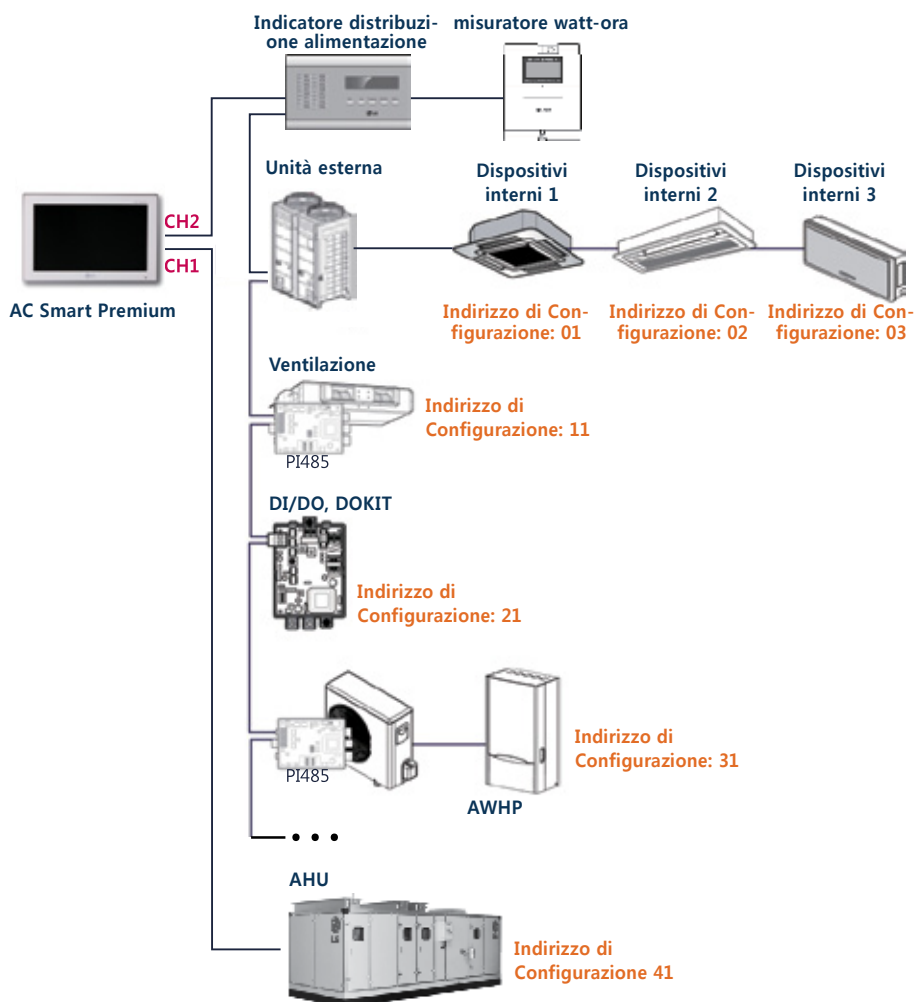 Indicatore distribuzi-
one alimentazione
misuratore watt-ora
Unità esterna
Dispositivi
interni 1
Dispositivi
interni 2
Dispositivi
interni 3
CH2
CH1
AC Smart Premium
Indirizzo di Con-
figurazione: 01
Indirizzo di Con-
figurazione: 02
Indirizzo di Con-
figurazione: 03
Ventilazione
Indirizzo di
Configurazione: 11
PI485
DI/DO, DOKIT
Indirizzo di
Configurazione: 21
Indirizzo di
Configurazione: 31
PI485
AWHP
AHU
Indirizzo di
Configurazione 41